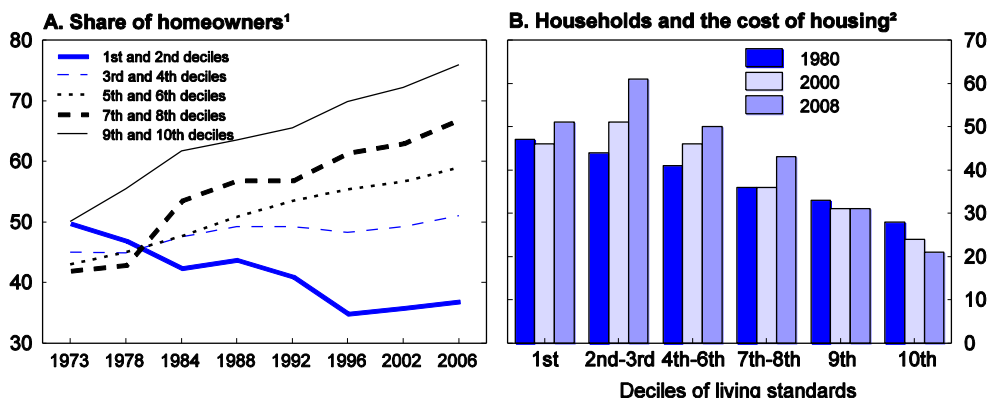 A. Share of homeowners¹
80
70
60
50
40
30
1st and 2nd deciles
3rd and 4th deciles
5th and 6th deciles
7th and 8th deciles
9th and 10th deciles
1973 1978 1984 1988 1992 1996 2002 2006
B. Households and the cost of housing²
70
60
50
40
30
20
10
0
1980
2000
2008
1st 2nd-3rd 4th-6th 7th-8th 9th 10th
Deciles of living standards